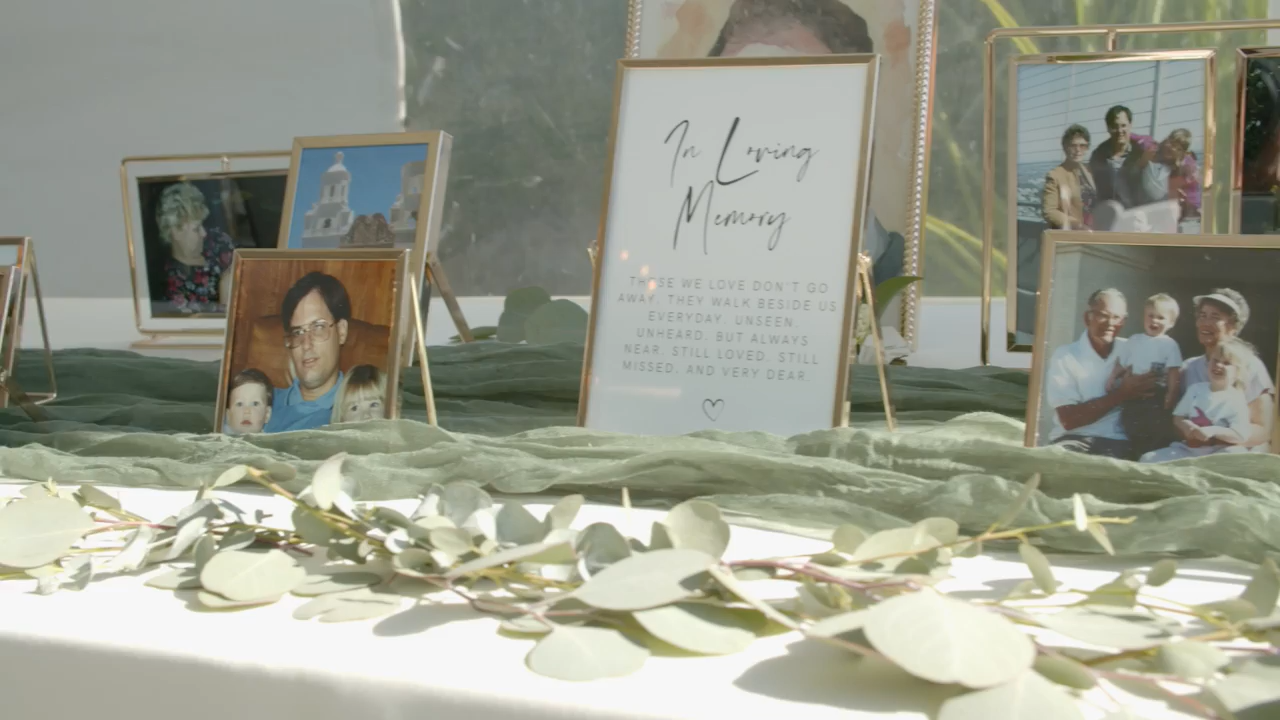 In Loving
Memory
THOSE WE LOVE DON'T GO
AWAY. THEY WALK BESIDE US
EVERYDAY. UNSEEN,
UNHEARD. BUT ALWAYS
NEAR. STILL LOVED. STILL
MISSED, AND VERY DEAR.